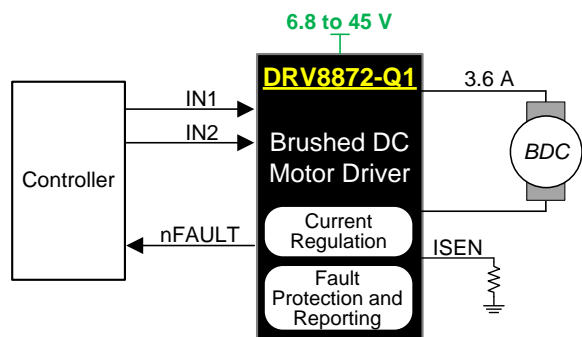 6.8 to 45 V
DRV8872-Q1
3.6 A
IN1
IN2
Brushed DC
Motor Driver
BDC
Controller
Current
Regulation
nFAULT
ISEN
Fault
Protection and
Reporting